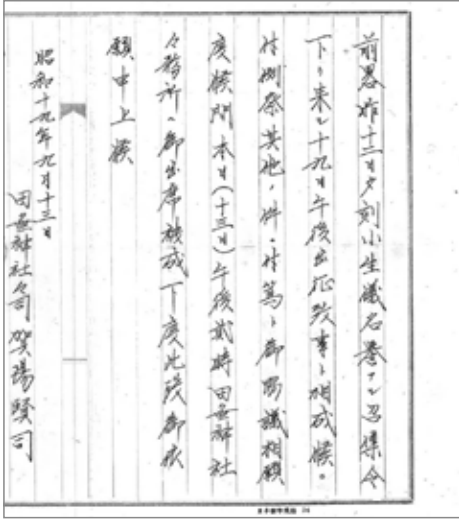 前畧昨十二日夕刻小生儀名誉アル召集令
下リ来ル十九日午後出征致事ト相成候。
付例祭其他ノ件ニ付篤ト御協議相願
度候間本日(十三日)午後弐時田無神社
々務所ヘ御出席被成下度此段御依
願申上候
昭和十九年九月十三日
田無神社々司 賀陽賢司